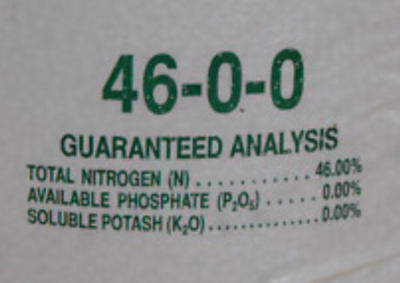 46-0-0
GUARANTEED ANALYSIS
TOTAL NITROGEN (N) . . . . . . . . . . . 46.00%
AVAILABLE PHOSPHATE (P₂O₅) . . . . . 0.00%
SOLUBLE POTASH (K₂O) . . . . . . . . . . . . . 0.00%